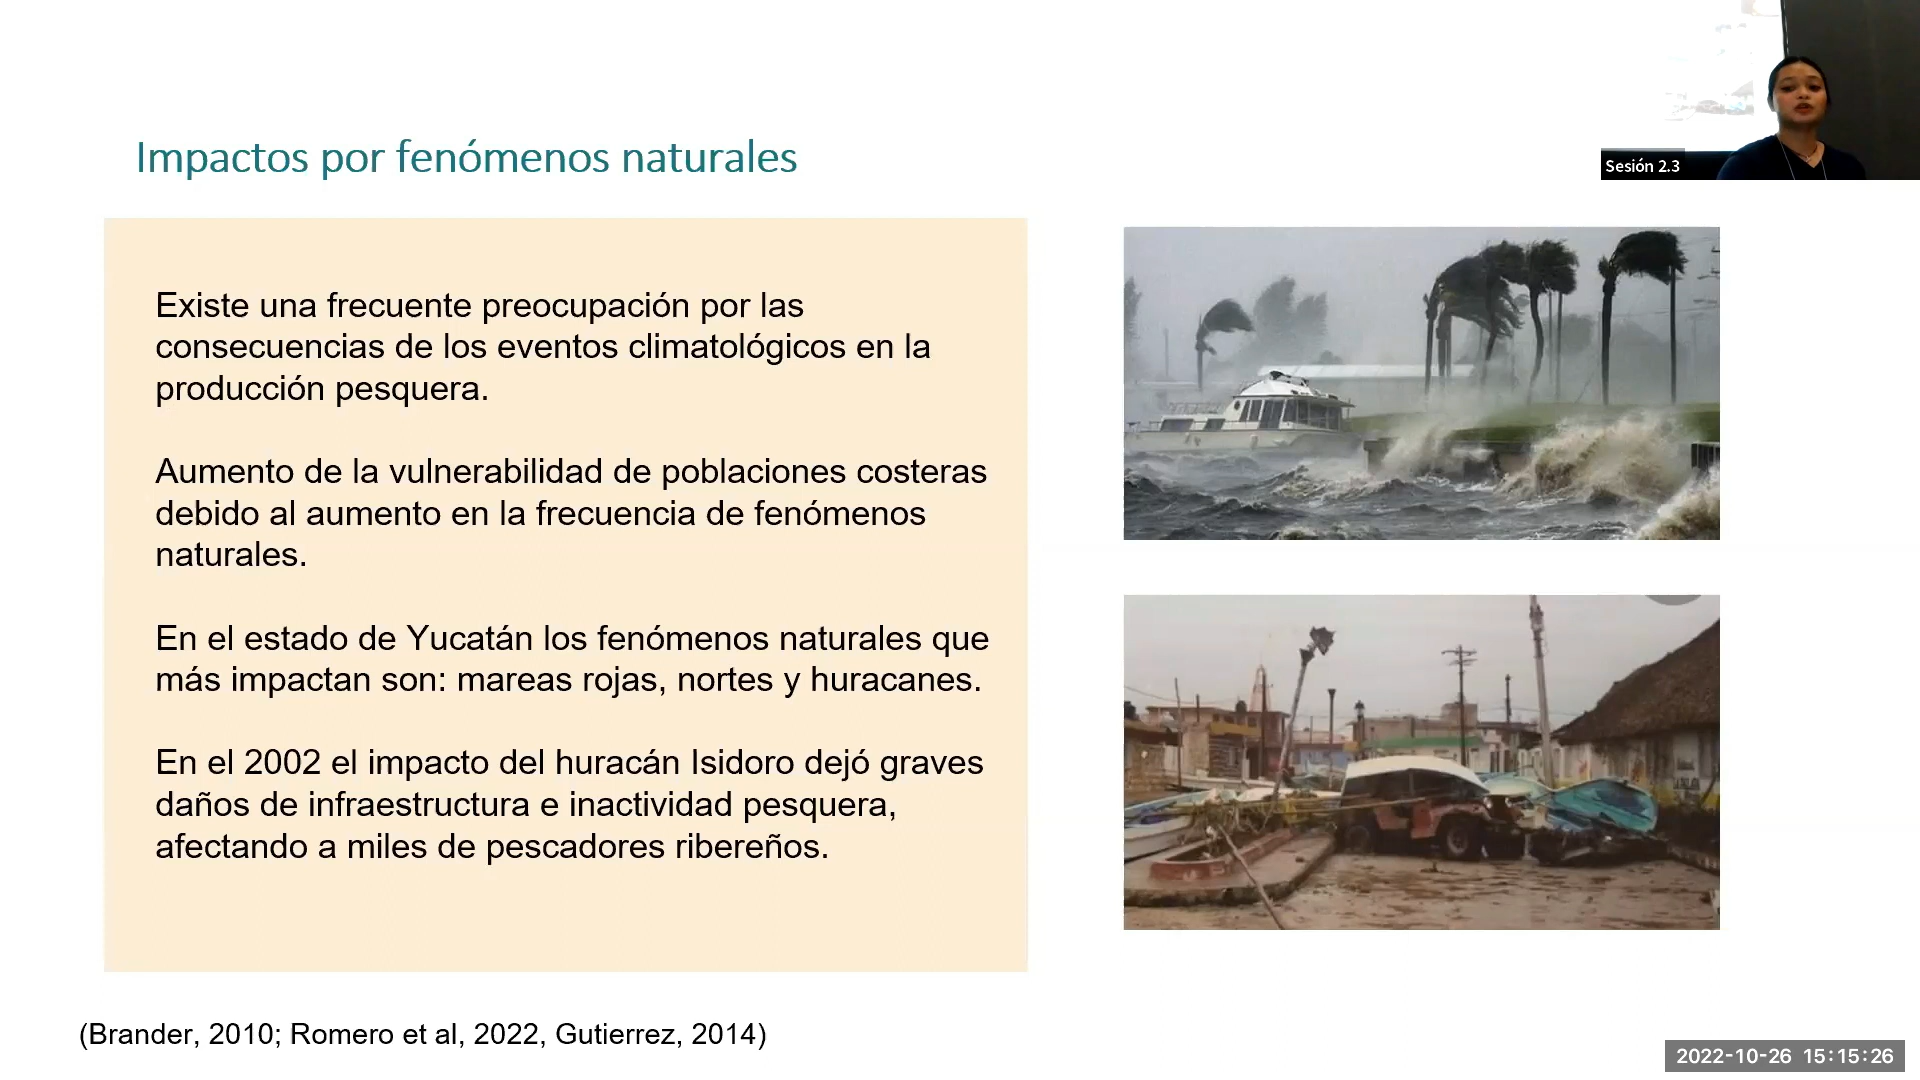 Sesión 2.3
Impactos por fenómenos naturales
Existe una frecuente preocupación por las
consecuencias de los eventos climatológicos en la
producción pesquera.
Aumento de la vulnerabilidad de poblaciones costeras
debido al aumento en la frecuencia de fenómenos
naturales.
En el estado de Yucatán los fenómenos naturales que
más impactan son: mareas rojas, nortes y huracanes.
En el 2002 el impacto del huracán Isidoro dejó graves
daños de infraestructura e inactividad pesquera,
afectando a miles de pescadores ribereños.
(Brander, 2010; Romero et al, 2022, Gutierrez, 2014)
2022-10-26 15:15:26